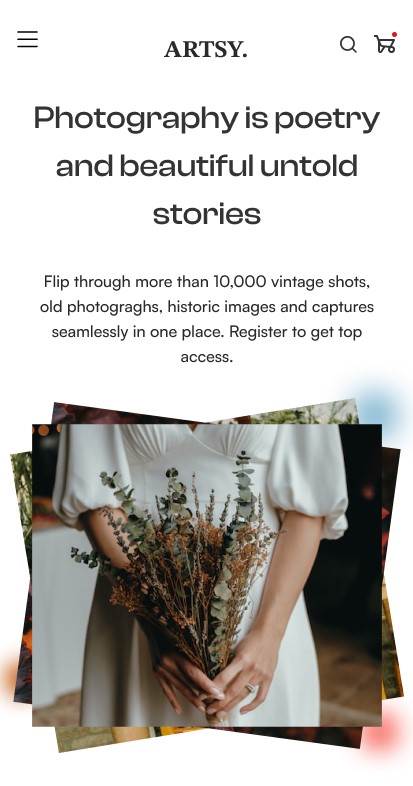 ARTSY.
Photography is poetry
and beautiful untold
stories
Flip through more than 10,000 vintage shots,
old photograghs, historic images and captures
seamlessly in one place. Register to get top
access.